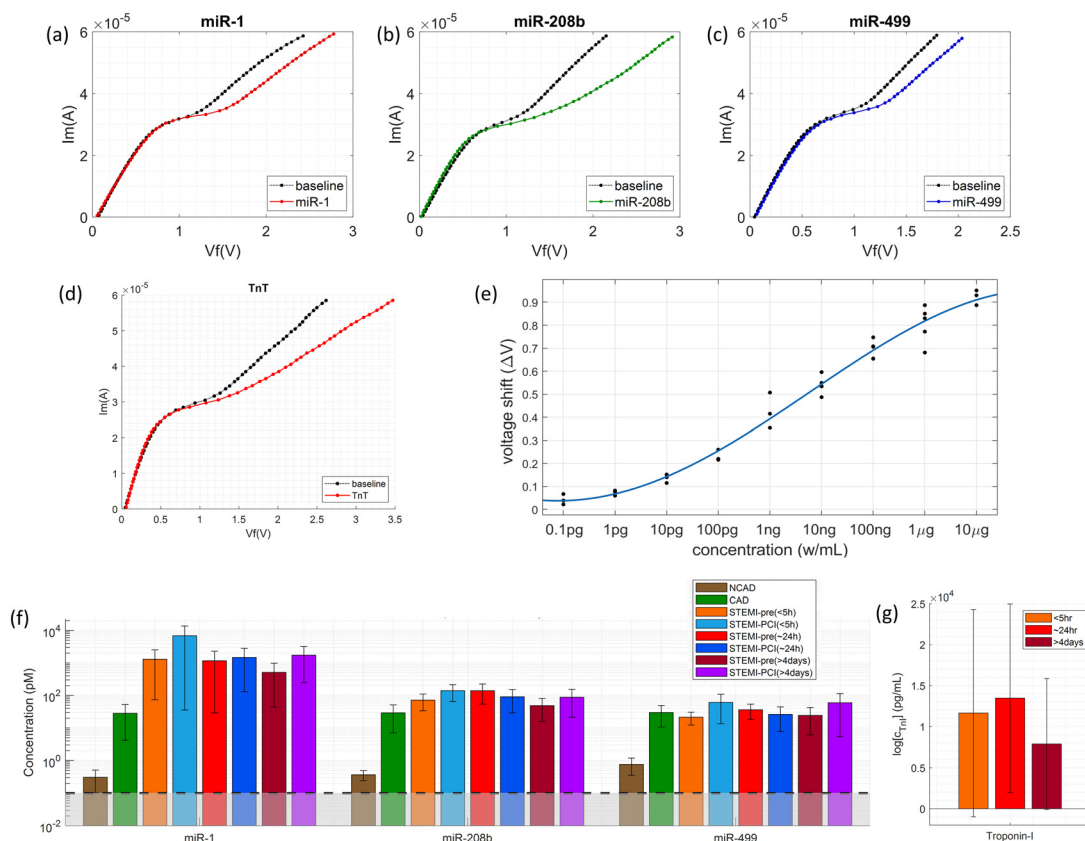 (a)
miR-1
6 ×10⁻⁵
4
2
0
Im(A)
0 1 2 3
Vf(V)
baseline
miR-1
(b)
miR-208b
6 ×10⁻⁵
4
2
0
Im(A)
0 1 2 3
Vf(V)
baseline
miR-208b
(c)
miR-499
6 ×10⁻⁵
4
2
0
Im(A)
0 0.5 1 1.5 2 2.5
Vf(V)
baseline
miR-499
(d)
TnT
6 ×10⁻⁵
5
4
3
2
1
0
Im(A)
0 0.5 1 1.5 2 2.5 3 3.5
Vf(V)
baseline
TnT
(e)
0.9
0.8
0.7
0.6
0.5
0.4
0.3
0.2
0.1
0
voltage shift (ΔV)
0.1pg 1pg 10pg 100pg 1ng 10ng 100ng 1μg 10μg
concentration (w/mL)
(f)
NCAD
CAD
STEMI-pre(<5h)
STEMI-PCI(<5h)
STEMI-pre(~24h)
STEMI-PCI(~24h)
STEMI-pre(>4days)
STEMI-PCI(>4days)
10⁴
10²
10⁰
10⁻²
Concentration (pM)
miR-1 miR-208b miR-499
(g)
2.5 ×10⁴
2.0
1.5
1.0
0.5
0
log[c_TnI] (pg/mL)
<5hr
~24hr
>4days
Troponin-I